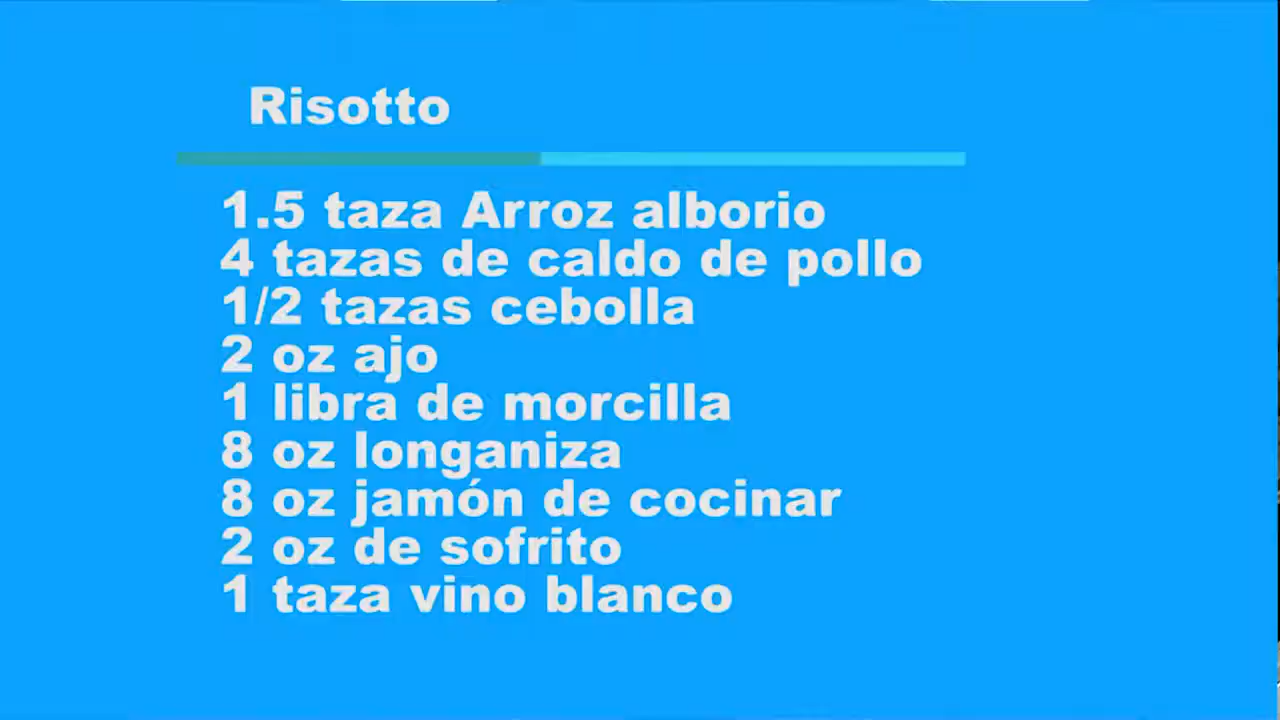 Risotto
1.5 taza Arroz alborio
4 tazas de caldo de pollo
1/2 tazas cebolla
2 oz ajo
1 libra de morcilla
8 oz longaniza
8 oz jamón de cocinar
2 oz de sofrito
1 taza vino blanco